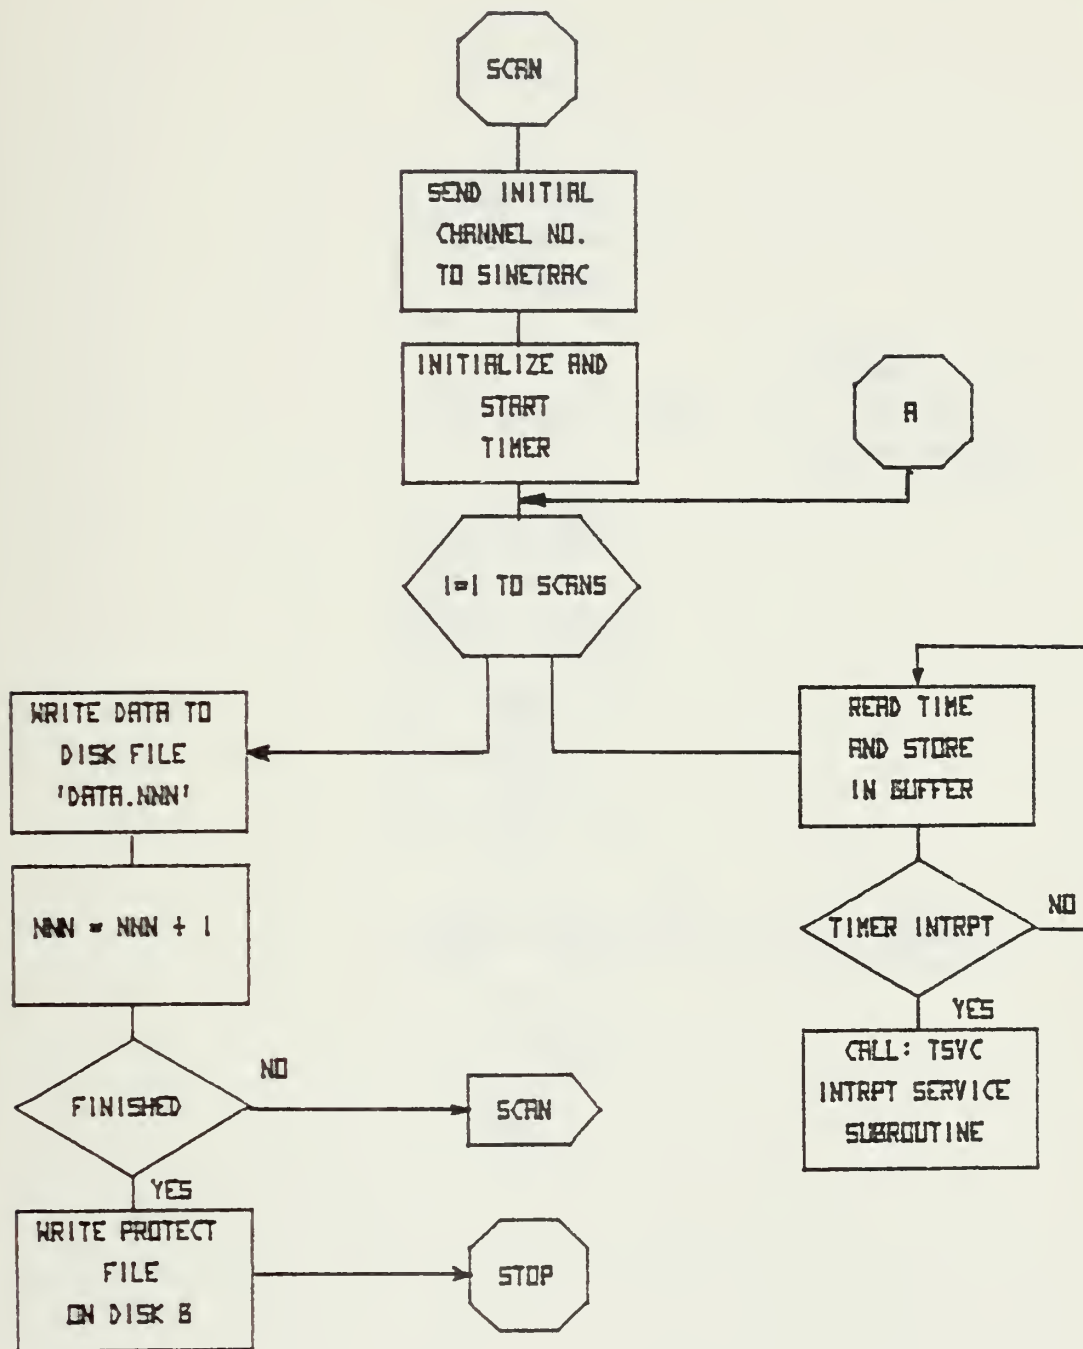 SCAN
SEND INITIAL
CHANNEL NO.
TO SINETRAC
INITIALIZE AND
START
TIMER
A
I=1 TO SCANS
WRITE DATA TO
DISK FILE
'DATA.NNN'
READ TIME
AND STORE
IN BUFFER
NNN = NNN + 1
TIMER INTRPT
NO
YES
CALL: TSVC
INTRPT SERVICE
SUBROUTINE
FINISHED
NO
SCAN
YES
WRITE PROTECT
FILE
ON DISK B
STOP